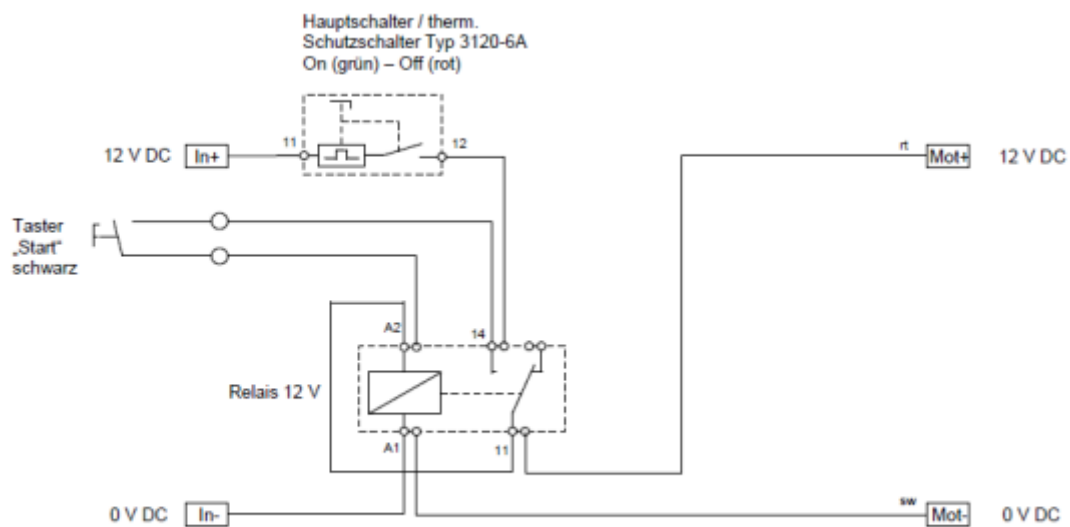 Hauptschalter / therm.
Schutzschalter Typ 3120-6A
On (grün) – Off (rot)
11
12
12 V DC
In+
rt
Mot+
12 V DC
Taster
„Start“
schwarz
A2
14
Relais 12 V
A1
11
0 V DC
In-
sw
Mot-
0 V DC